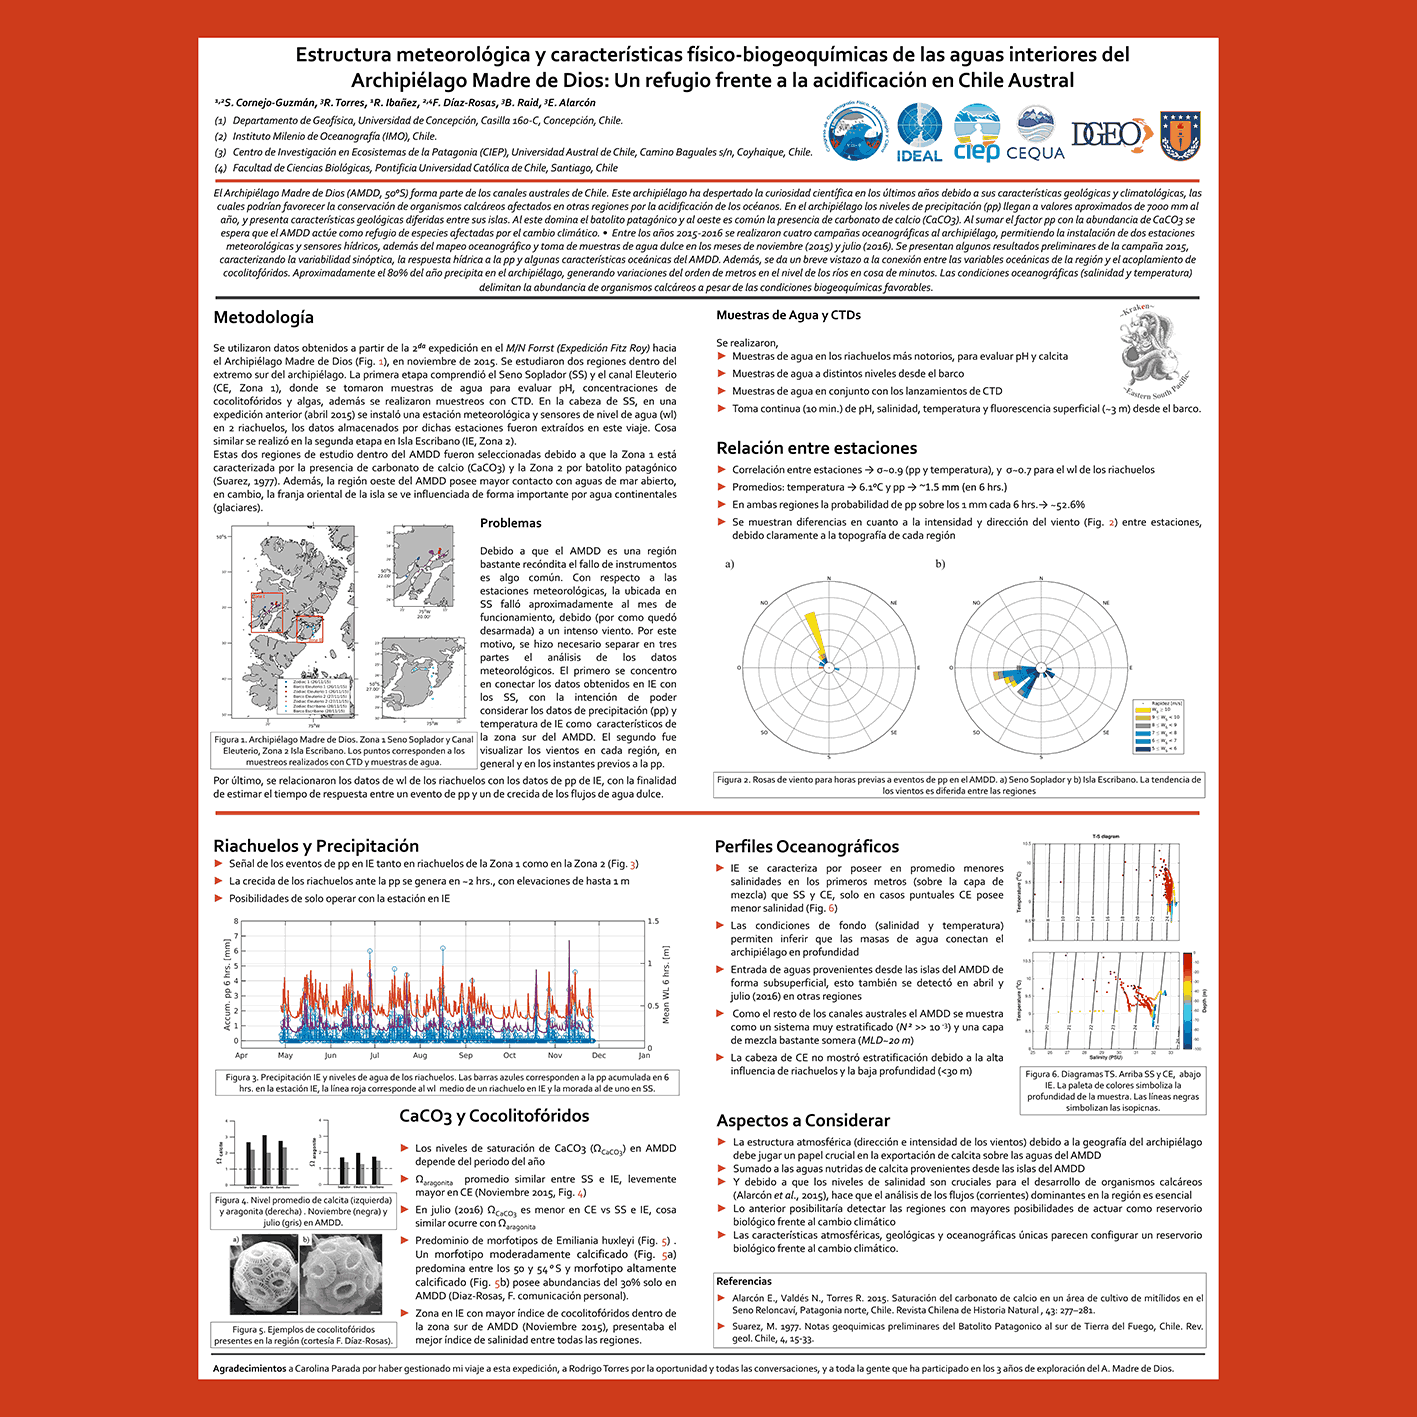 Estructura meteorológica y características físico-biogeoquímicas de las aguas interiores del
Archipiélago Madre de Dios: Un refugio frente a la acidificación en Chile Austral
¹,²S. Cornejo-Guzmán, ³R. Torres, ¹R. Ibañez, ²,⁴F. Díaz-Rosas, ³B. Raid, ³E. Alarcón
(1) Departamento de Geofísica, Universidad de Concepción, Casilla 160-C, Concepción, Chile.
(2) Instituto Milenio de Oceanografía (IMO), Chile.
(3) Centro de Investigación en Ecosistemas de la Patagonia (CIEP), Universidad Austral de Chile, Camino Baguales s/n, Coyhaique, Chile.
(4) Facultad de Ciencias Biológicas, Pontificia Universidad Católica de Chile, Santiago, Chile
IDEAL
ciep
CEQUA
DGEO
El Archipiélago Madre de Dios (AMDD, 50ºS) forma parte de los canales australes de Chile. Este archipiélago ha despertado la curiosidad científica en los últimos años debido a sus características geológicas y climatológicas, las
cuales podrían favorecer la conservación de organismos calcáreos afectados en otras regiones por la acidificación de los océanos. En el archipiélago los niveles de precipitación (pp) llegan a valores aproximados de 7000 mm al
año, y presenta características geológicas diferidas entre sus islas. Al este domina el batolito patagónico y al oeste es común la presencia de carbonato de calcio (CaCO3). Al sumar el factor pp con la abundancia de CaCO3 se
espera que el AMDD actúe como refugio de especies afectadas por el cambio climático. • Entre los años 2015-2016 se realizaron cuatro campañas oceanográficas al archipiélago, permitiendo la instalación de dos estaciones
meteorológicas y sensores hídricos, además del mapeo oceanográfico y toma de muestras de agua dulce en los meses de noviembre (2015) y julio (2016). Se presentan algunos resultados preliminares de la campaña 2015,
caracterizando la variabilidad sinóptica, la respuesta hídrica a la pp y algunas características oceánicas del AMDD. Además, se da un breve vistazo a la conexión entre las variables oceánicas de la región y el acoplamiento de
cocolitofóridos. Aproximadamente el 80% del año precipita en el archipiélago, generando variaciones del orden de metros en el nivel de los ríos en cosa de minutos. Las condiciones oceanográficas (salinidad y temperatura)
delimitan la abundancia de organismos calcáreos a pesar de las condiciones biogeoquímicas favorables.
Metodología
Se utilizaron datos obtenidos a partir de la 2ᵈᵃ expedición en el M/N Forrst (Expedición Fitz Roy) hacia
el Archipiélago Madre de Dios (Fig. 1), en noviembre de 2015. Se estudiaron dos regiones dentro del
extremo sur del archipiélago. La primera etapa comprendió el Seno Soplador (SS) y el canal Eleuterio
(CE, Zona 1), donde se tomaron muestras de agua para evaluar pH, concentraciones de
cocolitofóridos y algas, además se realizaron muestreos con CTD. En la cabeza de SS, en una
expedición anterior (abril 2015) se instaló una estación meteorológica y sensores de nivel de agua (wl)
en 2 riachuelos, los datos almacenados por dichas estaciones fueron extraídos en este viaje. Cosa
similar se realizó en la segunda etapa en Isla Escribano (IE, Zona 2).
Estas dos regiones de estudio dentro del AMDD fueron seleccionadas debido a que la Zona 1 está
caracterizada por la presencia de carbonato de calcio (CaCO3) y la Zona 2 por batolito patagónico
(Suarez, 1977). Además, la región oeste del AMDD posee mayor contacto con aguas de mar abierto,
en cambio, la franja oriental de la isla se ve influenciada de forma importante por agua continentales
(glaciares).
Figura 1. Archipiélago Madre de Dios. Zona 1 Seno Soplador y Canal
Eleuterio, Zona 2 Isla Escribano. Los puntos corresponden a los
muestreos realizados con CTD y muestras de agua.
Problemas
Debido a que el AMDD es una región
bastante recóndita el fallo de instrumentos
es algo común. Con respecto a las
estaciones meteorológicas, la ubicada en
SS falló aproximadamente al mes de
funcionamiento, debido (por como quedó
desarmada) a un intenso viento. Por este
motivo, se hizo necesario separar en tres
partes el análisis de los datos
meteorológicos. El primero se concentro
en conectar los datos obtenidos en IE con
los SS, con la intención de poder
considerar los datos de precipitación (pp) y
temperatura de IE como característicos de
la zona sur del AMDD. El segundo fue
visualizar los vientos en cada región, en
general y en los instantes previos a la pp.
Por último, se relacionaron los datos de wl de los riachuelos con los datos de pp de IE, con la finalidad
de estimar el tiempo de respuesta entre un evento de pp y un de crecida de los flujos de agua dulce.
Muestras de Agua y CTDs
~Kraken~
~Eastern South Pacific~
Se realizaron,
Muestras de agua en los riachuelos más notorios, para evaluar pH y calcita
Muestras de agua a distintos niveles desde el barco
Muestras de agua en conjunto con los lanzamientos de CTD
Toma continua (10 min.) de pH, salinidad, temperatura y fluorescencia superficial (~3 m) desde el barco.
Relación entre estaciones
Correlación entre estaciones → σ~0.9 (pp y temperatura), y σ~0.7 para el wl de los riachuelos
Promedios: temperatura → 6.1ºC y pp → ~1.5 mm (en 6 hrs.)
En ambas regiones la probabilidad de pp sobre los 1 mm cada 6 hrs.→ ~52.6%
Se muestran diferencias en cuanto a la intensidad y dirección del viento (Fig. 2) entre estaciones,
debido claramente a la topografía de cada región
a) b)
N N
NO NE NO NE
O E O E
SO SE SO SE
S S
Rapidez [m/s]
Figura 2. Rosas de viento para horas previas a eventos de pp en el AMDD. a) Seno Soplador y b) Isla Escribano. La tendencia de
los vientos es diferida entre las regiones
Riachuelos y Precipitación
Señal de los eventos de pp en IE tanto en riachuelos de la Zona 1 como en la Zona 2 (Fig. 3)
La crecida de los riachuelos ante la pp se genera en ~2 hrs., con elevaciones de hasta 1 m
Posibilidades de solo operar con la estación en IE
Accum. pp 6 hrs. [mm]
8 7 6 5 4 3 2 1 0
1.5 1 0.5 0
Mean WL 6 hrs. [m]
Apr May Jun Jul Aug Sep Oct Nov Dec Jan
Figura 3. Precipitación IE y niveles de agua de los riachuelos. Las barras azules corresponden a la pp acumulada en 6
hrs. en la estación IE, la línea roja corresponde al wl medio de un riachuelo en IE y la morada al de uno en SS.
Figura 4. Nivel promedio de calcita (izquierda)
y aragonita (derecha) . Noviembre (negra) y
julio (gris) en AMDD.
a) b)
Figura 5. Ejemplos de cocolitofóridos
presentes en la región (cortesía F. Díaz-Rosas).
CaCO3 y Cocolitofóridos
Los niveles de saturación de CaCO3 (ΩCaCO3) en AMDD
depende del periodo del año
Ωaragonita promedio similar entre SS e IE, levemente
mayor en CE (Noviembre 2015, Fig. 4)
En julio (2016) ΩCaCO3 es menor en CE vs SS e IE, cosa
similar ocurre con Ωaragonita
Predominio de morfotipos de Emiliania huxleyi (Fig. 5) .
Un morfotipo moderadamente calcificado (Fig. 5a)
predomina entre los 50 y 54ºS y morfotipo altamente
calcificado (Fig. 5b) posee abundancias del 30% solo en
AMDD (Diaz-Rosas, F. comunicación personal).
Zona en IE con mayor índice de cocolitofóridos dentro de
la zona sur de AMDD (Noviembre 2015), presentaba el
mejor índice de salinidad entre todas las regiones.
Perfiles Oceanográficos
IE se caracteriza por poseer en promedio menores
salinidades en los primeros metros (sobre la capa de
mezcla) que SS y CE, solo en casos puntuales CE posee
menor salinidad (Fig. 6)
Las condiciones de fondo (salinidad y temperatura)
permiten inferir que las masas de agua conectan el
archipiélago en profundidad
Entrada de aguas provenientes desde las islas del AMDD de
forma subsuperficial, esto también se detectó en abril y
julio (2016) en otras regiones
Como el resto de los canales australes el AMDD se muestra
como un sistema muy estratificado (N² >> 10⁻³) y una capa
de mezcla bastante somera (MLD~20 m)
La cabeza de CE no mostró estratificación debido a la alta
influencia de riachuelos y la baja profundidad (<30 m)
T-S diagram
Temperature (°C)
Temperature (°C)
Depth (m)
25 26 27 28 29 30 31 32 33
Salinity (PSU)
Figura 6. Diagramas TS. Arriba SS y CE, abajo
IE. La paleta de colores simboliza la
profundidad de la muestra. Las líneas negras
simbolizan las isopicnas.
Aspectos a Considerar
La estructura atmosférica (dirección e intensidad de los vientos) debido a la geografía del archipiélago
debe jugar un papel crucial en la exportación de calcita sobre las aguas del AMDD
Sumado a las aguas nutridas de calcita provenientes desde las islas del AMDD
Y debido a que los niveles de salinidad son cruciales para el desarrollo de organismos calcáreos
(Alarcón et al., 2015), hace que el análisis de los flujos (corrientes) dominantes en la región es esencial
Lo anterior posibilitaría detectar las regiones con mayores posibilidades de actuar como reservorio
biológico frente al cambio climático
Las características atmosféricas, geológicas y oceanográficas únicas parecen configurar un reservorio
biológico frente al cambio climático.
Referencias
Alarcón E., Valdés N., Torres R. 2015. Saturación del carbonato de calcio en un área de cultivo de mitílidos en el
Seno Reloncaví, Patagonia norte, Chile. Revista Chilena de Historia Natural , 43: 277–281.
Suarez, M. 1977. Notas geoquimicas preliminares del Batolito Patagonico al sur de Tierra del Fuego, Chile. Rev.
geol. Chile, 4, 15-33.
Agradecimientos a Carolina Parada por haber gestionado mi viaje a esta expedición, a Rodrigo Torres por la oportunidad y todas las conversaciones, y a toda la gente que ha participado en los 3 años de exploración del A. Madre de Dios.